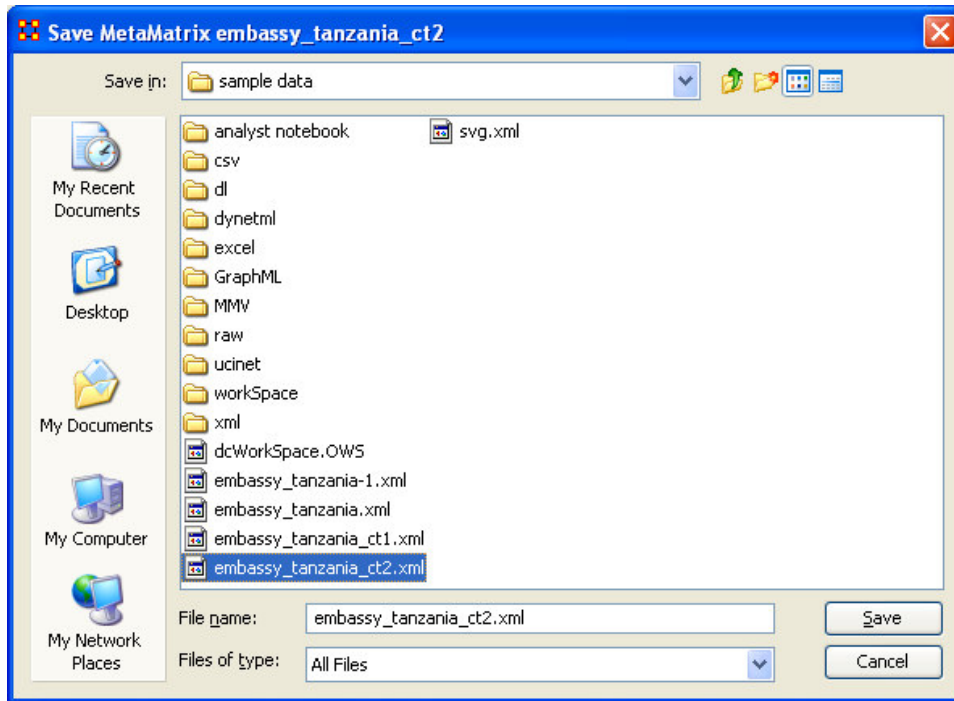 Save MetaMatrix embassy_tanzania_ct2
Save in:
sample data
My Recent
Documents
Desktop
My Documents
My Computer
My Network
Places
analyst notebook
csv
dl
dynetml
excel
GraphML
MMV
raw
ucinet
workSpace
xml
dcWorkSpace.OWS
embassy_tanzania-1.xml
embassy_tanzania.xml
embassy_tanzania_ct1.xml
embassy_tanzania_ct2.xml
svg.xml
File name:
embassy_tanzania_ct2.xml
Save
Files of type:
All Files
Cancel